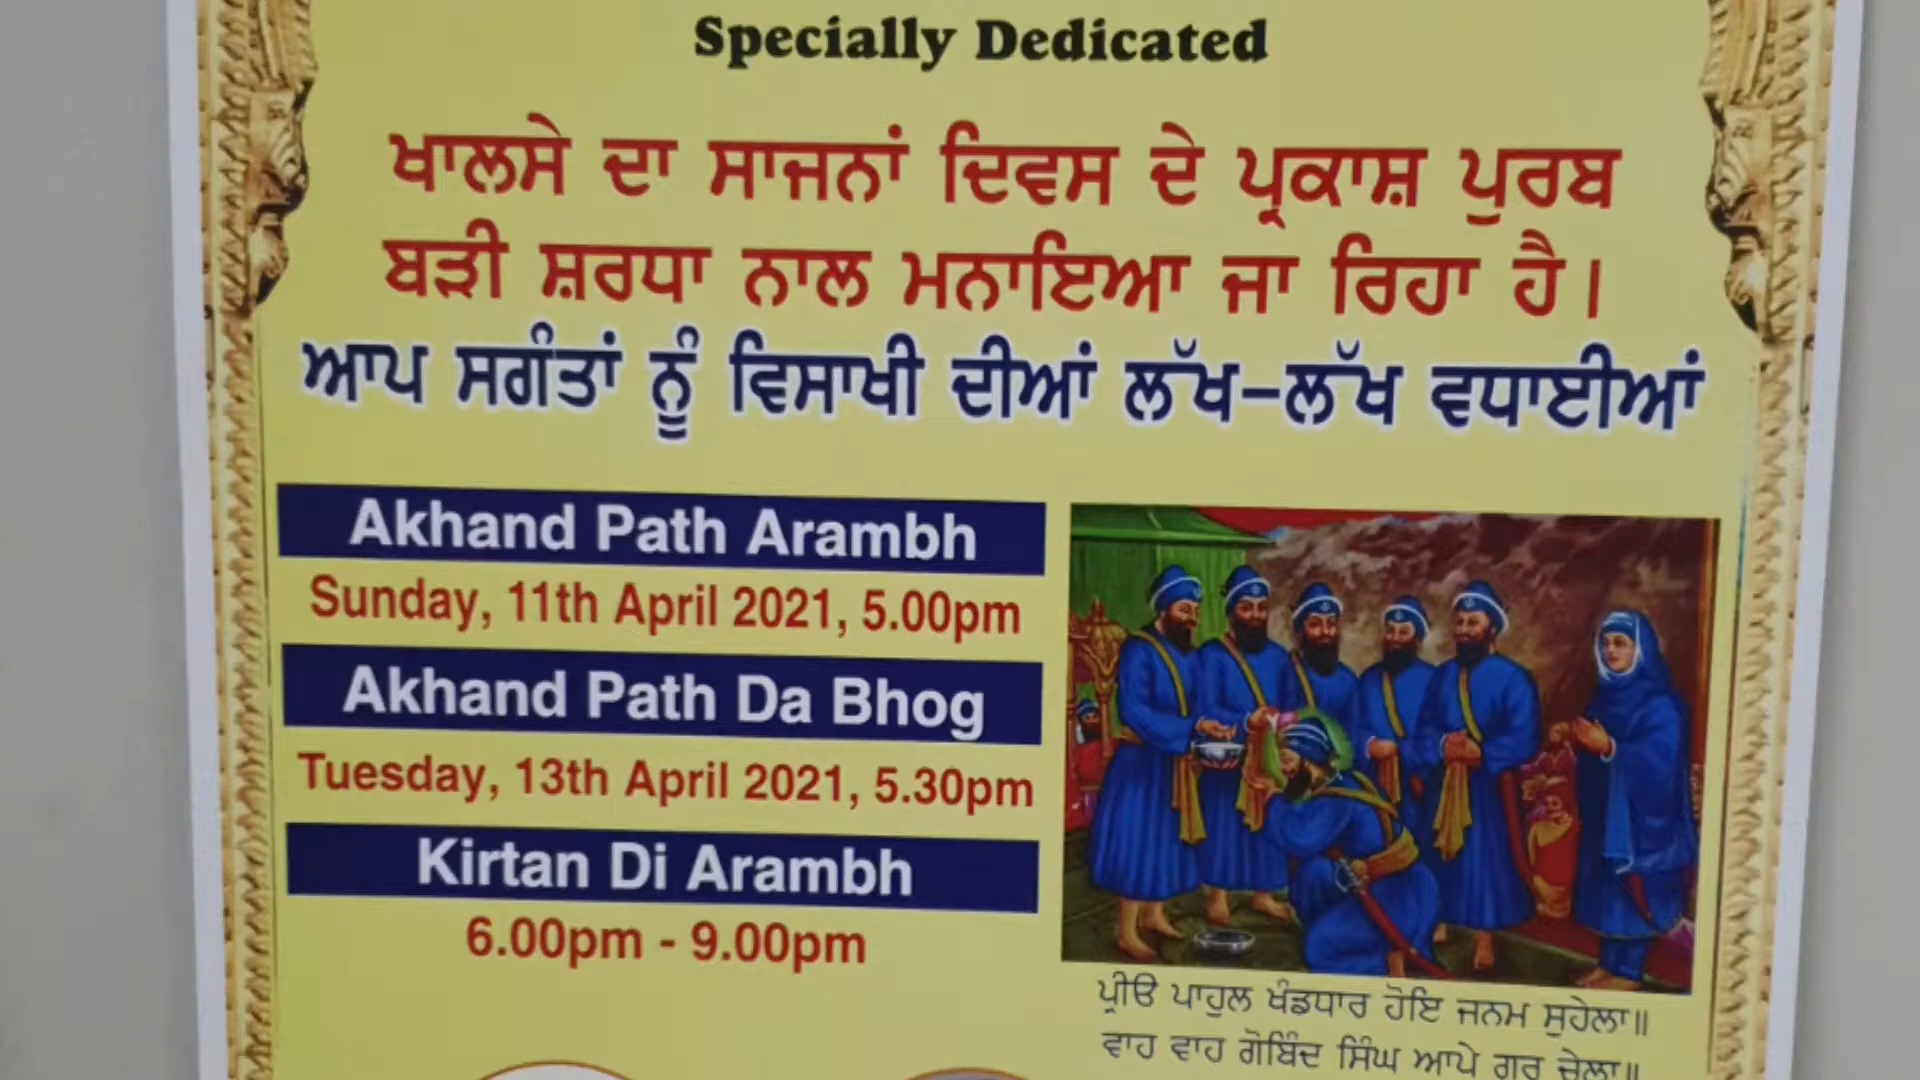 Specially Dedicated
ਖਾਲਸੇ ਦਾ ਸਾਜਨਾਂ ਦਿਵਸ ਦੇ ਪ੍ਰਕਾਸ਼ ਪੁਰਬ
ਬੜੀ ਸ਼ਰਧਾ ਨਾਲ ਮਨਾਇਆ ਜਾ ਰਿਹਾ ਹੈ।
ਆਪ ਸਗੰਤਾਂ ਨੂੰ ਵਿਸਾਖੀ ਦੀਆਂ ਲੱਖ-ਲੱਖ ਵਧਾਈਆਂ
Akhand Path Arambh
Sunday, 11th April 2021, 5.00pm
Akhand Path Da Bhog
Tuesday, 13th April 2021, 5.30pm
Kirtan Di Arambh
6.00pm - 9.00pm
ਪ੍ਰੀਓ ਪਾਹੁਲ ਖੰਡਧਾਰ ਹੋਇ ਜਨਮ ਸੁਹੇਲਾ॥
ਵਾਹ ਵਾਹ ਗੋਬਿੰਦ ਸਿੰਘ ਆਪੇ ਗੁਰ ਚੇਲਾ॥